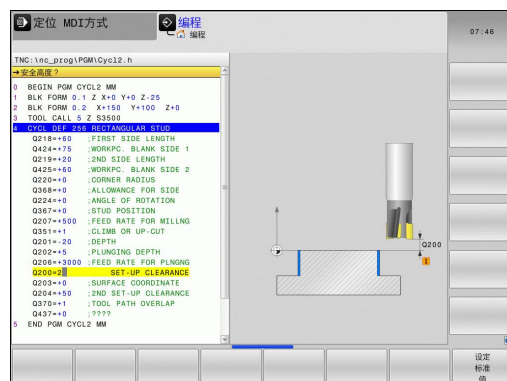 定位 MDI方式
编程
编程
07:46
TNC:\nc_prog\PGM\Cycl2.h
→安全高度?
0 BEGIN PGM CYCL2 MM
1 BLK FORM 0.1 Z X+0 Y+0 Z-25
2 BLK FORM 0.2 X+150 Y+100 Z+0
3 TOOL CALL 5 Z S3500
4 CYCL DEF 256 RECTANGULAR STUD
Q218=+60 ;FIRST SIDE LENGTH
Q424=+75 ;WORKPC. BLANK SIDE 1
Q219=+20 ;2ND SIDE LENGTH
Q425=+60 ;WORKPC. BLANK SIDE 2
Q220=+0 ;CORNER RADIUS
Q368=+0 ;ALLOWANCE FOR SIDE
Q224=+0 ;ANGLE OF ROTATION
Q367=+0 ;STUD POSITION
Q207=+500 ;FEED RATE FOR MILLNG
Q351=+1 ;CLIMB OR UP-CUT
Q201=-20 ;DEPTH
Q202=+5 ;PLUNGING DEPTH
Q206=+3000 ;FEED RATE FOR PLNGNG
Q200=2 SET-UP CLEARANCE
Q203=+0 ;SURFACE COORDINATE
Q204=+50 ;2ND SET-UP CLEARANCE
Q370=+1 ;TOOL PATH OVERLAP
Q437=+0 ;????
5 END PGM CYCL2 MM
Q200
I
设定
标准
值